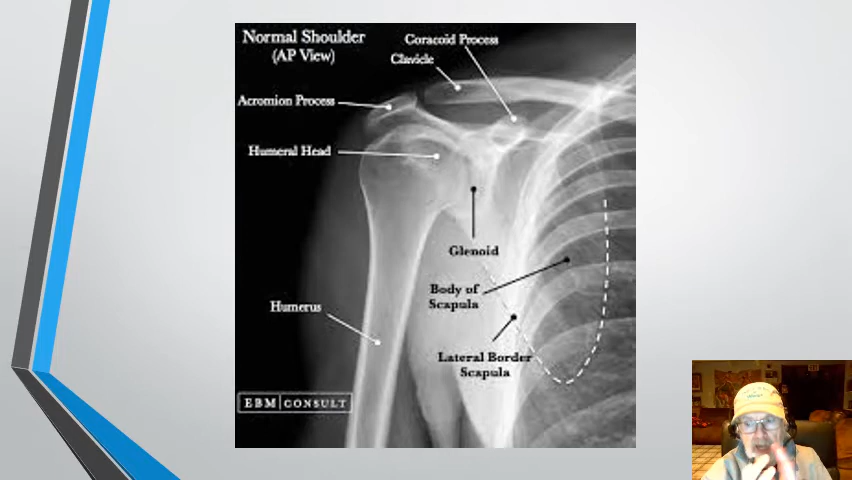 Normal Shoulder
(AP View)
Coracoid Process
Clavicle
Acromion Process
Humeral Head
Glenoid
Body of
Scapula
Humerus
Lateral Border
Scapula
EBM CONSULT